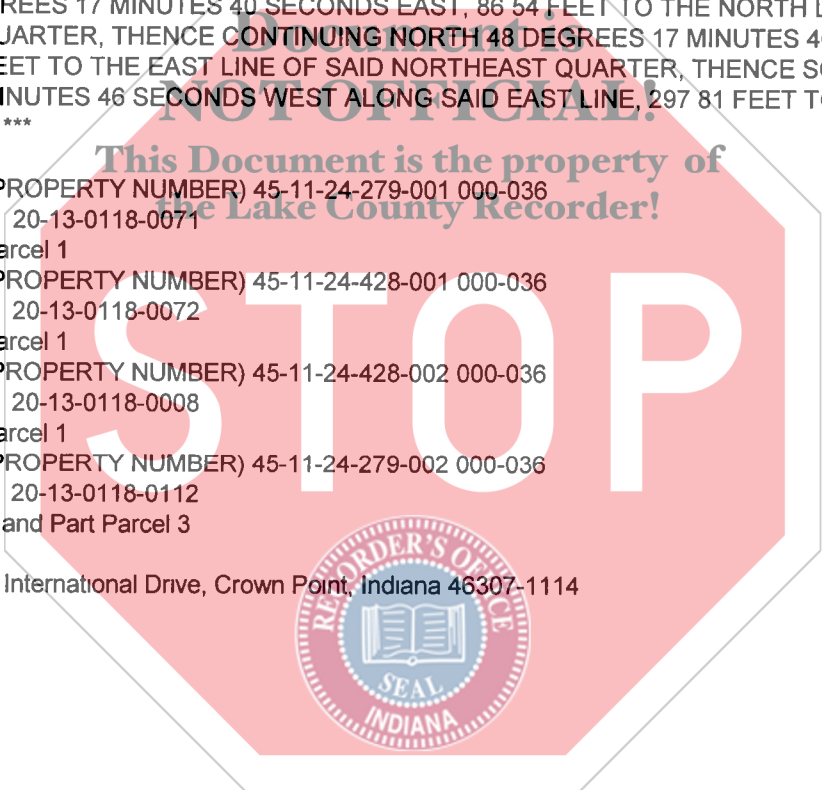 REES 17 MINUTES 40 SECONDS EAST, 86 54 FEET TO THE NORTH L
UARTER, THENCE CONTINUING NORTH 48 DEGREES 17 MINUTES 4
EET TO THE EAST LINE OF SAID NORTHEAST QUARTER, THENCE S
INUTES 46 SECONDS WEST ALONG SAID EAST LINE, 297 81 FEET T
***
Document is
NOT OFFICIAL!
This Document is the property of
the Lake County Recorder!
PROPERTY NUMBER) 45-11-24-279-001 000-036
20-13-0118-0071
arcel 1
PROPERTY NUMBER) 45-11-24-428-001 000-036
20-13-0118-0072
arcel 1
PROPERTY NUMBER) 45-11-24-428-002 000-036
20-13-0118-0008
arcel 1
PROPERTY NUMBER) 45-11-24-279-002 000-036
20-13-0118-0112
and Part Parcel 3
STOP
International Drive, Crown Point, Indiana 46307-1114
RECORDER'S OFFICE
SEAL
INDIANA